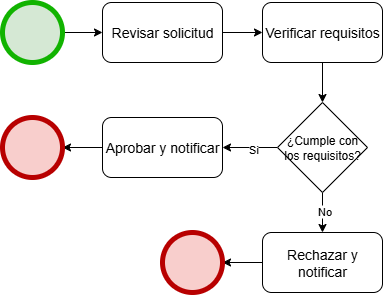 Revisar solicitud
Verificar requisitos
¿Cumple con
los requisitos?
Sí
Aprobar y notificar
No
Rechazar y
notificar